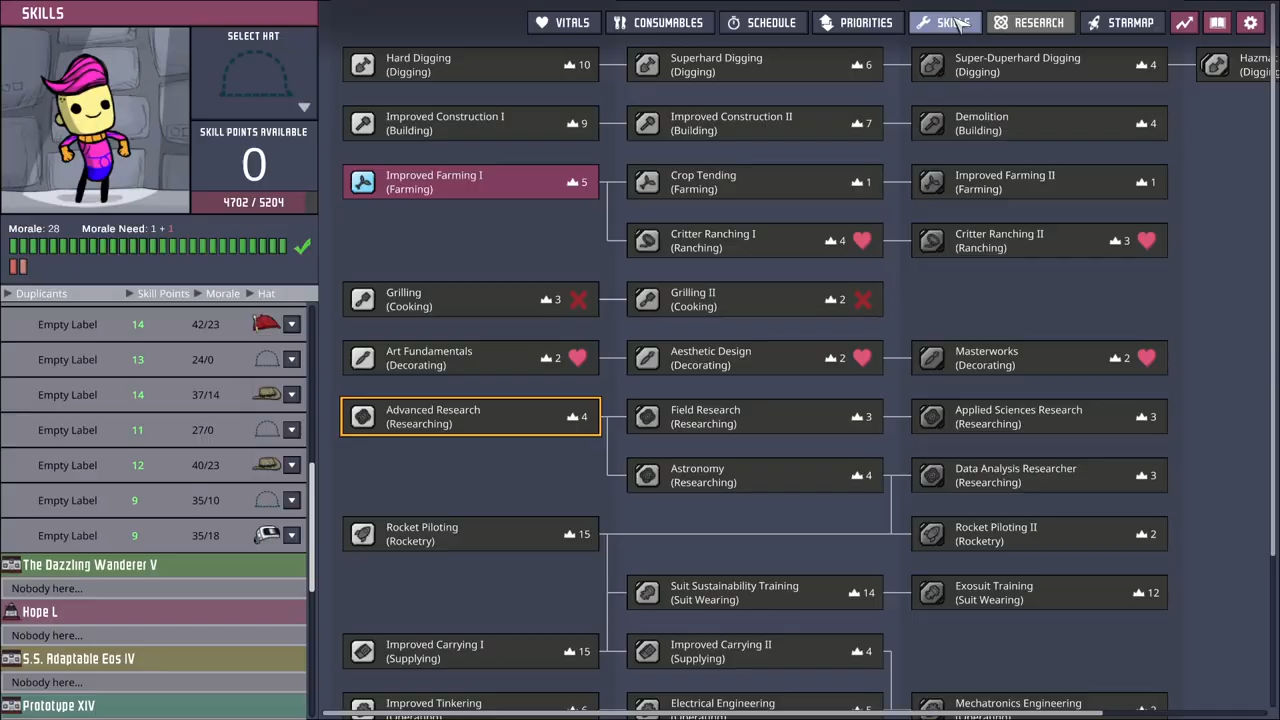 SKILLS
VITALS
CONSUMABLES
SCHEDULE
PRIORITIES
SKILLS
RESEARCH
STARMAP
SELECT HAT
SKILL POINTS AVAILABLE
0
4702 / 5204
Morale: 28 Morale Need: 1 + 1
Duplicants Skill Points Morale Hat
Empty Label 14 42/23
Empty Label 13 24/0
Empty Label 14 37/14
Empty Label 11 27/0
Empty Label 12 40/23
Empty Label 9 35/10
Empty Label 9 35/18
The Dazzling Wanderer V
Nobody here...
Hope L
Nobody here...
S.S. Adaptable Eos IV
Nobody here...
Prototype XIV
Hard Digging
(Digging)
10
Superhard Digging
(Digging)
6
Super-Duperhard Digging
(Digging)
4
Improved Construction I
(Building)
9
Improved Construction II
(Building)
7
Demolition
(Building)
4
Improved Farming I
(Farming)
5
Crop Tending
(Farming)
1
Improved Farming II
(Farming)
1
Critter Ranching I
(Ranching)
4
Critter Ranching II
(Ranching)
3
Grilling
(Cooking)
3
Grilling II
(Cooking)
2
Art Fundamentals
(Decorating)
2
Aesthetic Design
(Decorating)
2
Masterworks
(Decorating)
2
Advanced Research
(Researching)
4
Field Research
(Researching)
3
Applied Sciences Research
(Researching)
3
Astronomy
(Researching)
4
Data Analysis Researcher
(Researching)
3
Rocket Piloting
(Rocketry)
15
Rocket Piloting II
(Rocketry)
2
Suit Sustainability Training
(Suit Wearing)
14
Exosuit Training
(Suit Wearing)
12
Improved Carrying I
(Supplying)
15
Improved Carrying II
(Supplying)
4
Improved Tinkering
Electrical Engineering
Mechatronics Engineering